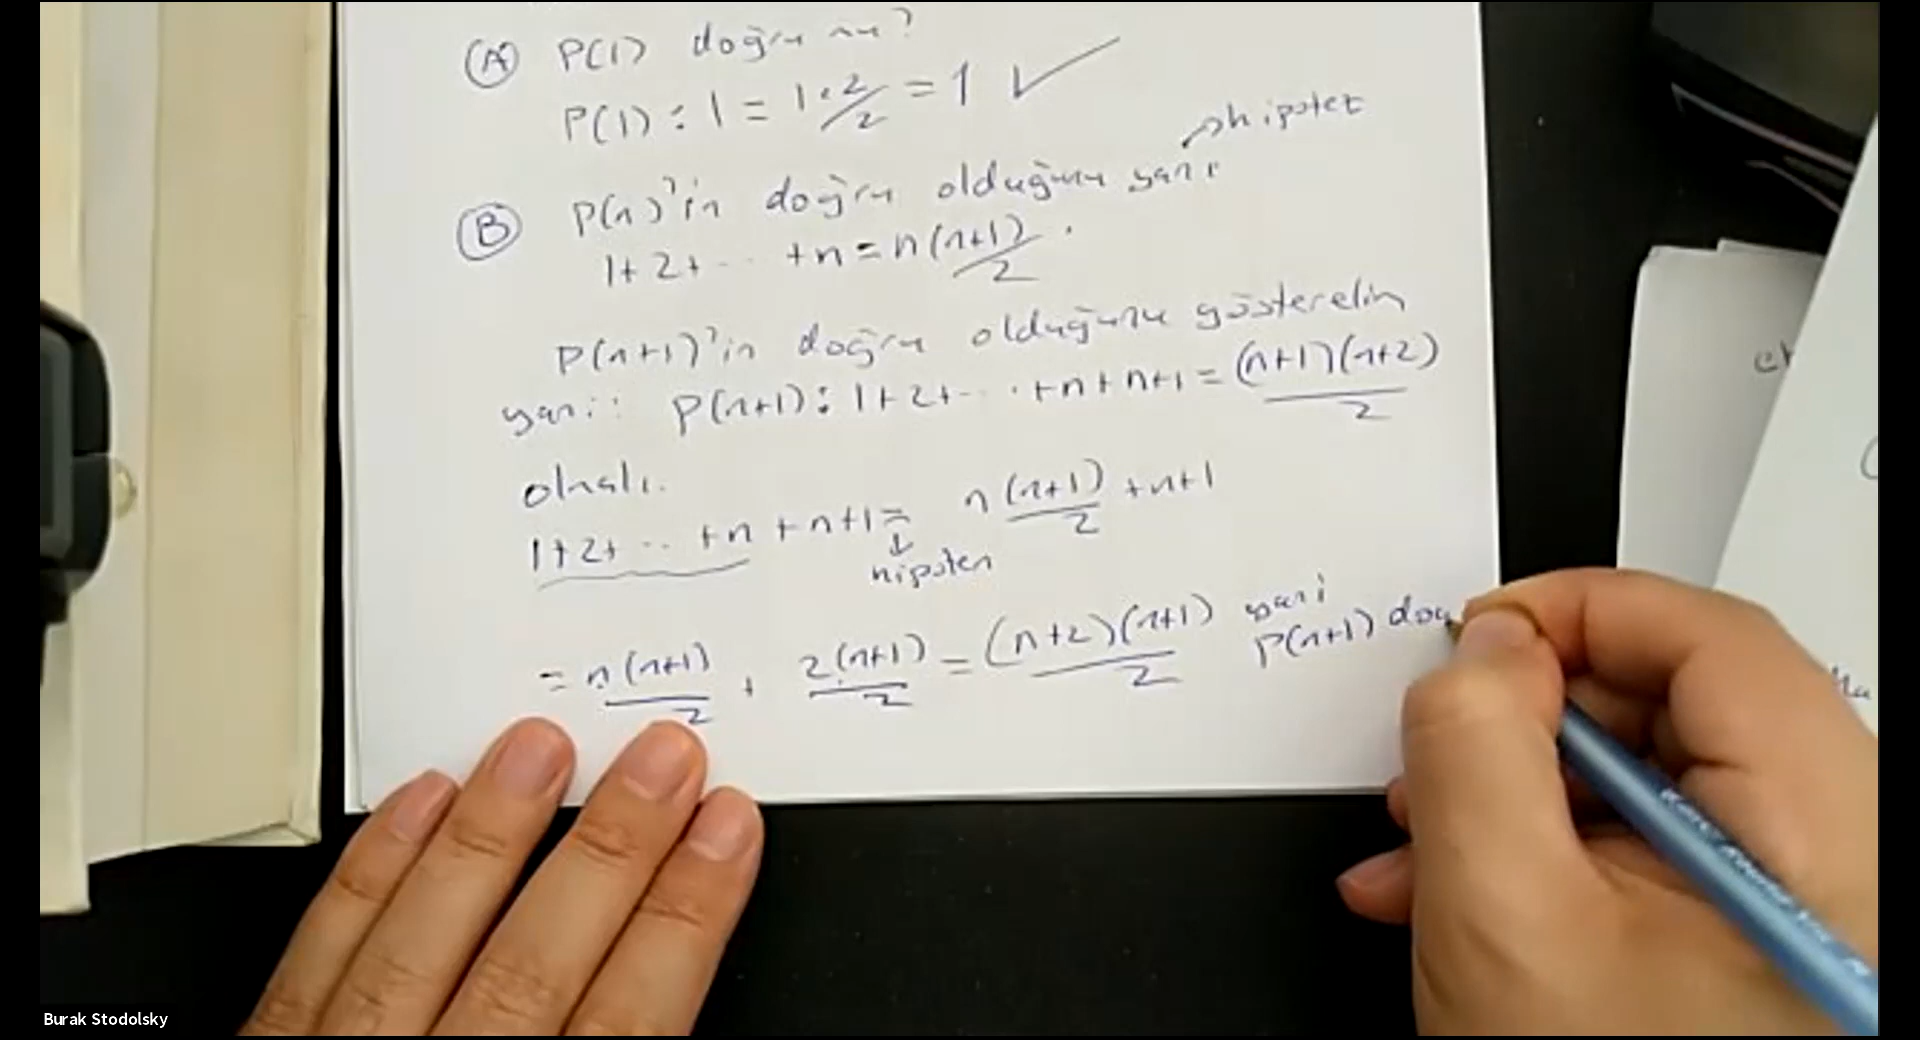 (A) P(1) doğru mu?
P(1) : 1 = 1.2/2 = 1 ✓
→ hipotez
(B) P(n)'in doğru olduğunu yani
1+2+ ... +n = n(n+1)/2 .
P(n+1)'in doğru olduğunu gösterelim
yani: P(n+1) : 1+2+ ... +n+n+1 = (n+1)(n+2)/2
olmalı.
1+2+ ... +n +n+1 = n(n+1)/2 +n+1
↓
hipoten
= n(n+1)/2 + 2(n+1)/2 = (n+2)(n+1)/2 yani
P(n+1) doğ
Burak Stodolsky